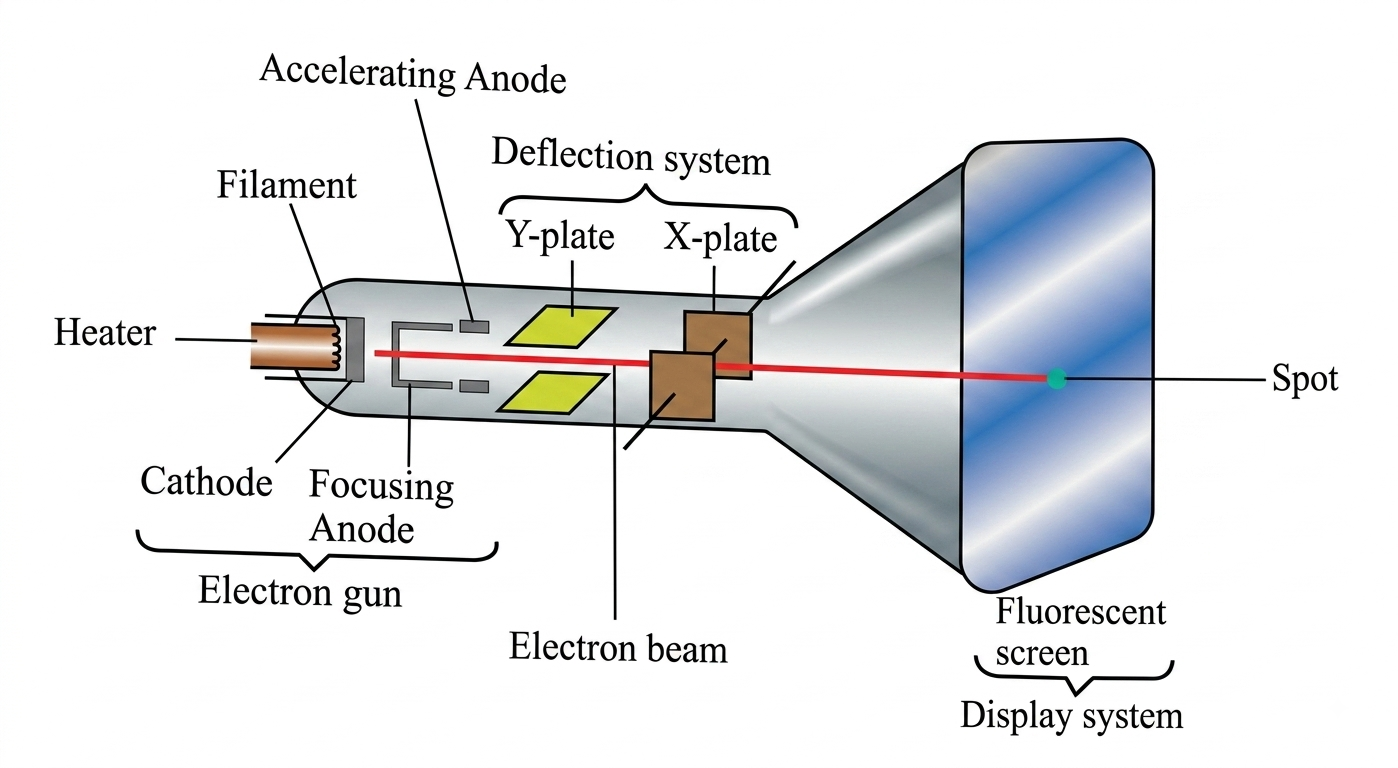 Accelerating Anode
Deflection system
Filament
Y-plate
X-plate
Heater
Spot
Cathode
Focusing
Anode
Electron gun
Electron beam
Fluorescent
screen
Display system